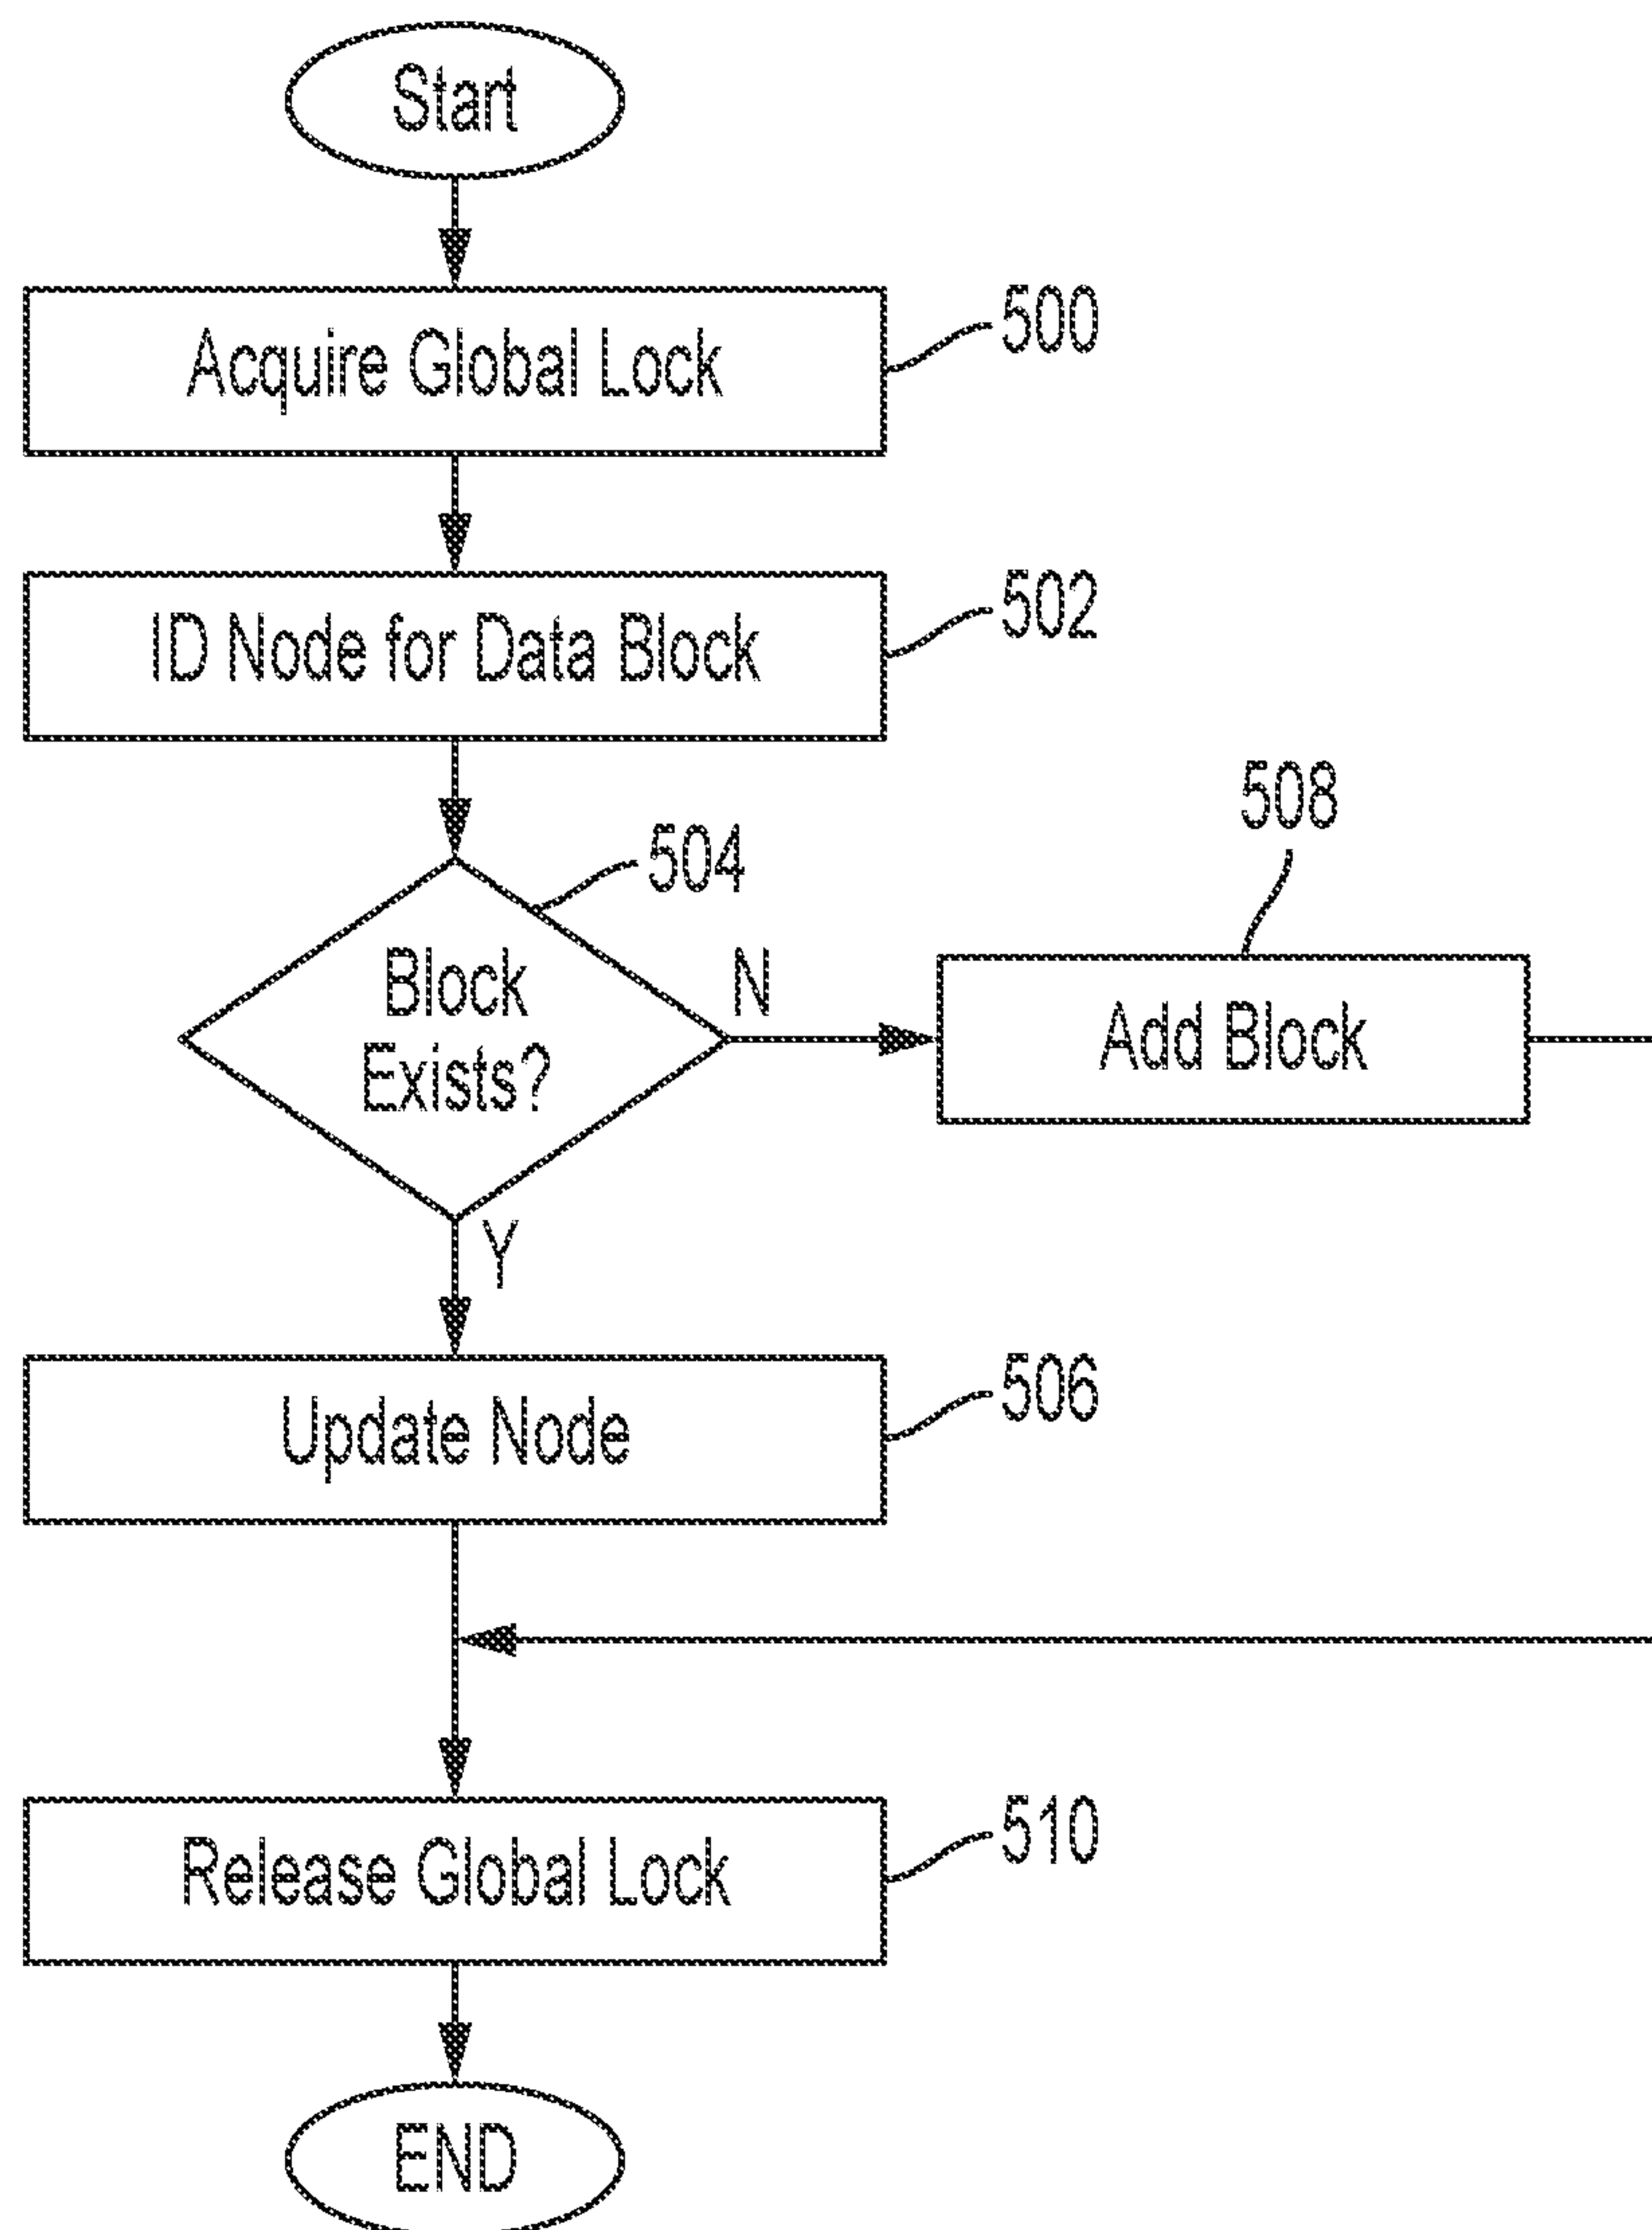 Start
Acquire Global Lock
500
ID Node for Data Block
502
504
508
Block
Exists?
N
Add Block
Y
Update Node
506
Release Global Lock
510
END